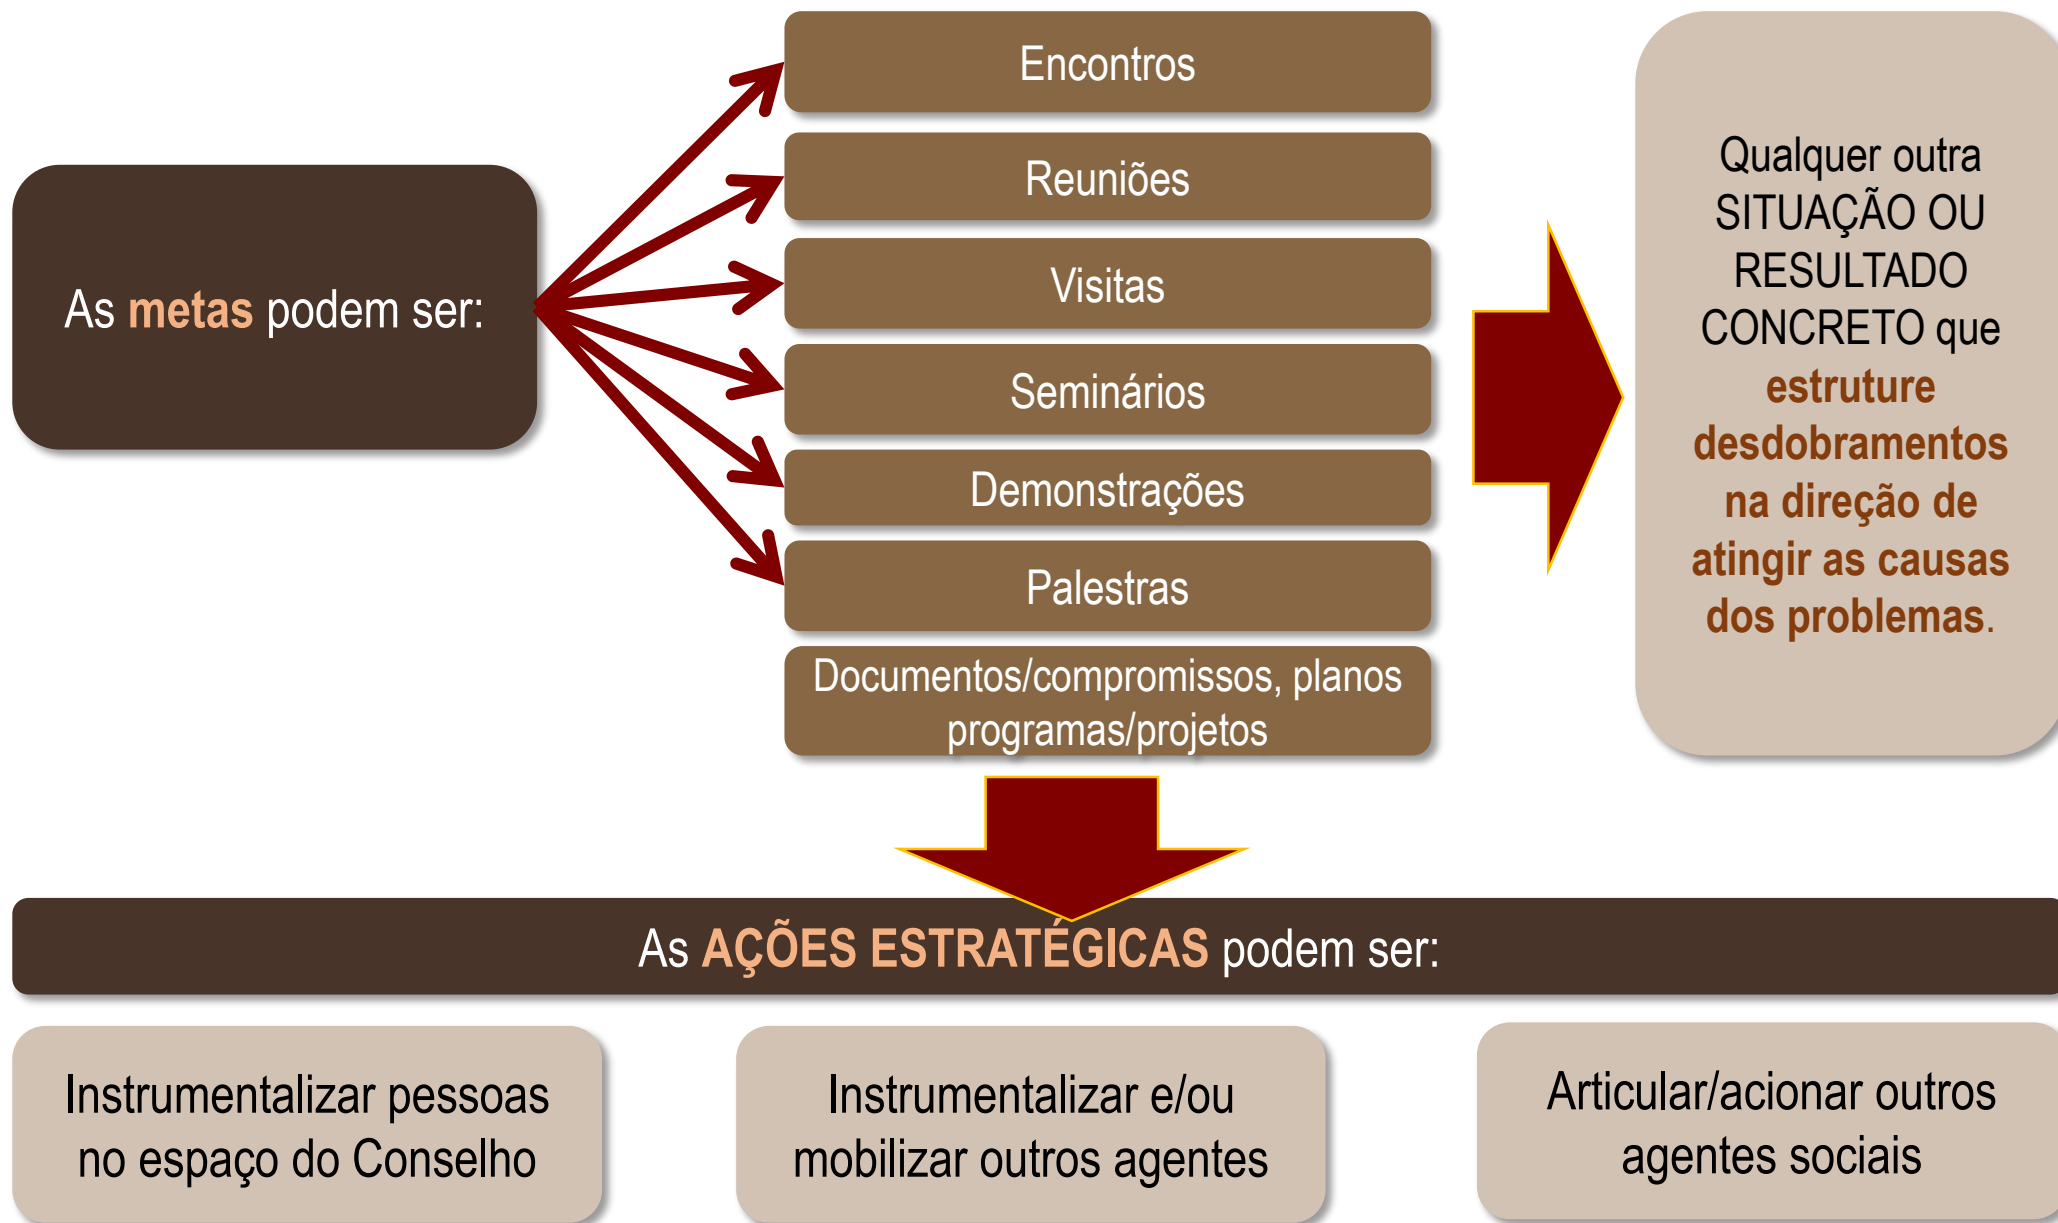 As metas podem ser:
Encontros
Reuniões
Visitas
Seminários
Demonstrações
Palestras
Documentos/compromissos, planos
programas/projetos
Qualquer outra
SITUAÇÃO OU
RESULTADO
CONCRETO que
estruture
desdobramentos
na direção de
atingir as causas
dos problemas.
As AÇÕES ESTRATÉGICAS podem ser:
Instrumentalizar pessoas
no espaço do Conselho
Instrumentalizar e/ou
mobilizar outros agentes
Articular/acionar outros
agentes sociais